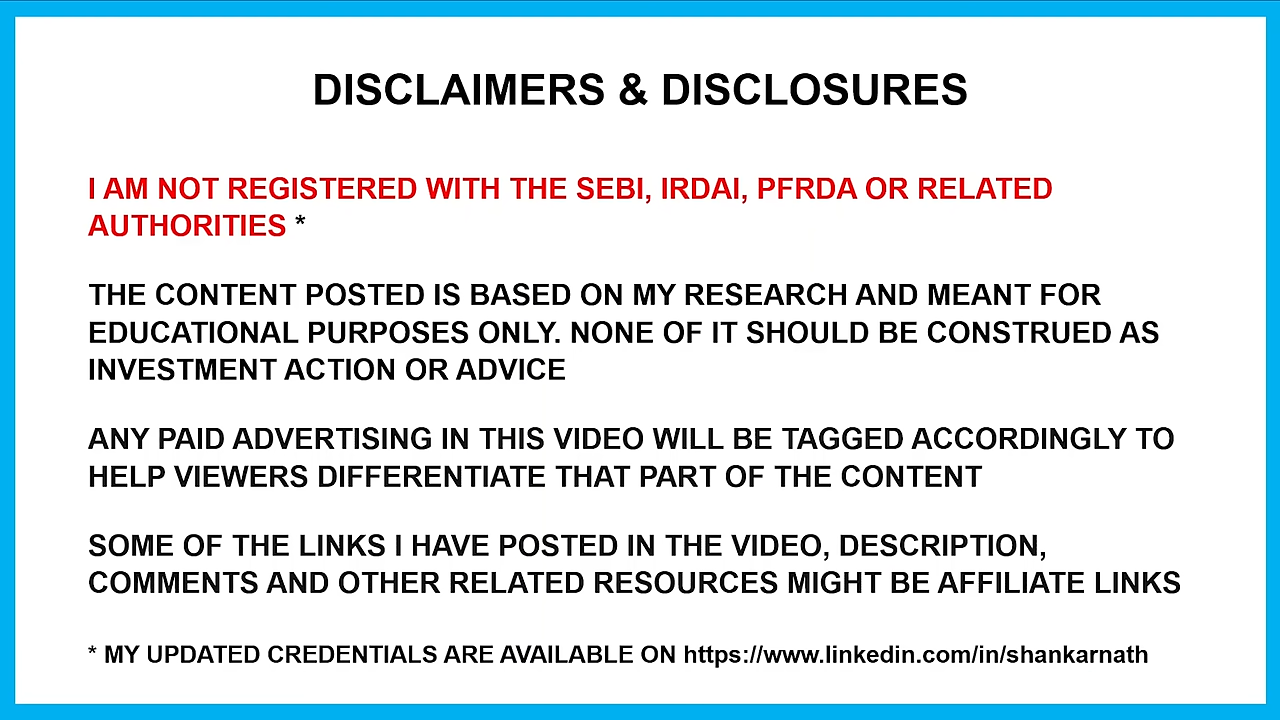 DISCLAIMERS & DISCLOSURES
I AM NOT REGISTERED WITH THE SEBI, IRDAI, PFRDA OR RELATED
AUTHORITIES *
THE CONTENT POSTED IS BASED ON MY RESEARCH AND MEANT FOR
EDUCATIONAL PURPOSES ONLY. NONE OF IT SHOULD BE CONSTRUED AS
INVESTMENT ACTION OR ADVICE
ANY PAID ADVERTISING IN THIS VIDEO WILL BE TAGGED ACCORDINGLY TO
HELP VIEWERS DIFFERENTIATE THAT PART OF THE CONTENT
SOME OF THE LINKS I HAVE POSTED IN THE VIDEO, DESCRIPTION,
COMMENTS AND OTHER RELATED RESOURCES MIGHT BE AFFILIATE LINKS
* MY UPDATED CREDENTIALS ARE AVAILABLE ON https://www.linkedin.com/in/shankarnath